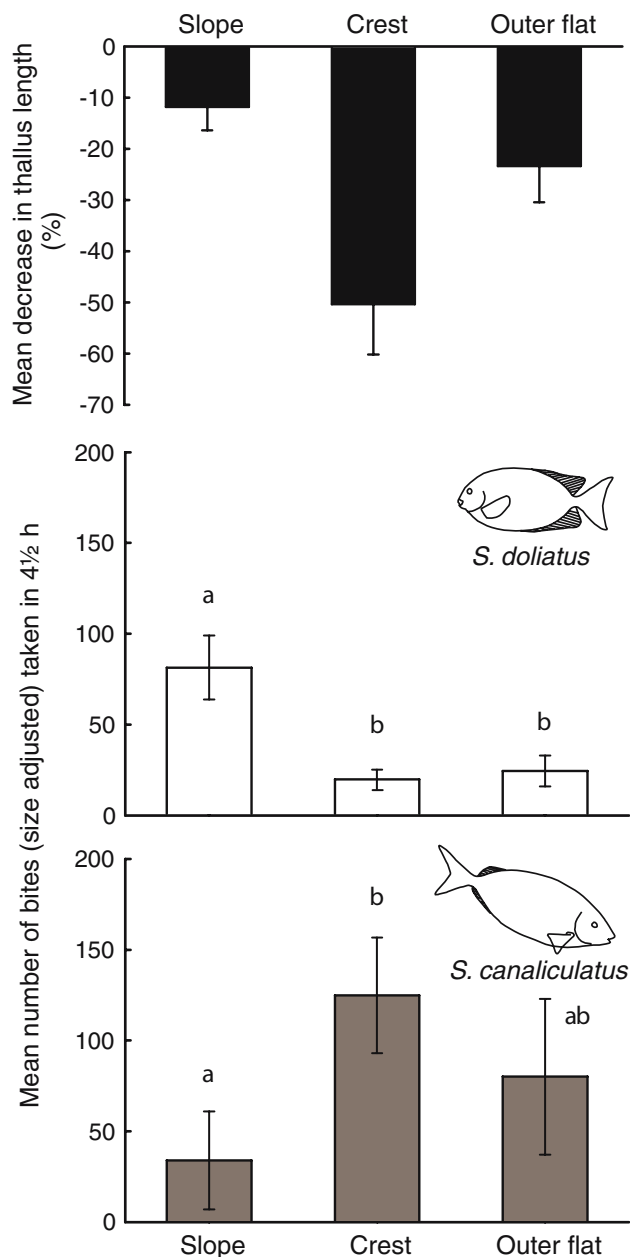 Slope Crest Outer flat
Mean decrease in thallus length
(%)
0
-10
-20
-30
-40
-50
-60
-70
Mean number of bites (size adjusted) taken in 4½ h
200
150
100
50
0
S. doliatus
a
b
b
200
150
100
50
0
S. canaliculatus
a
b
ab
Slope Crest Outer flat